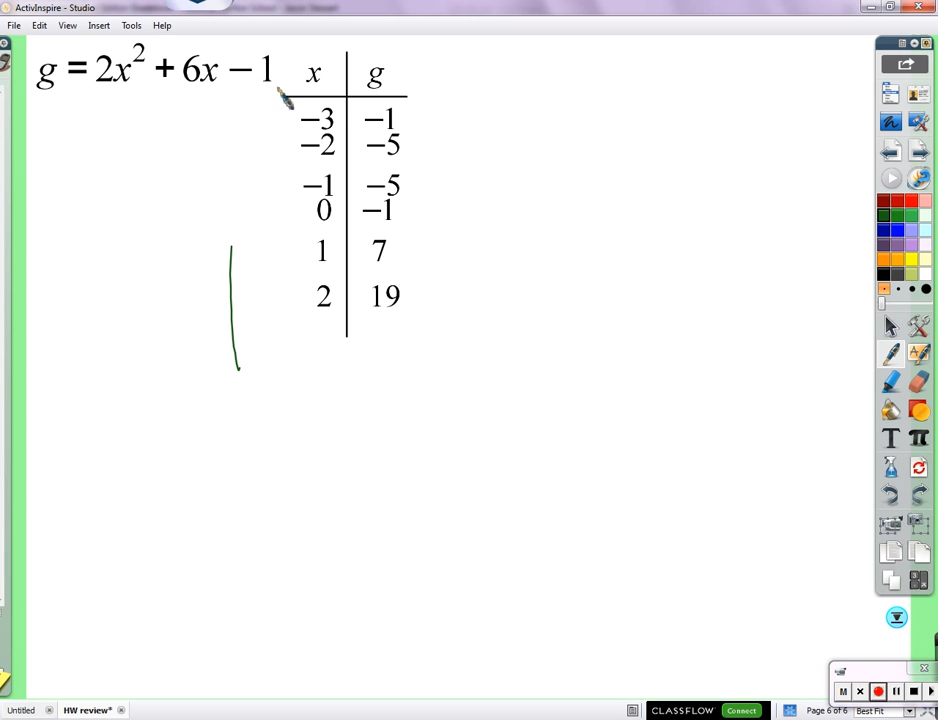 ActivInspire - Studio
File Edit View Insert Tools Help
g = 2x² + 6x − 1
x g
−3 −1
−2 −5
−1 −5
0 −1
1 7
2 19
M
Untitled HW review* CLASSFLOW Connect Page 6 of 6 Best Fit